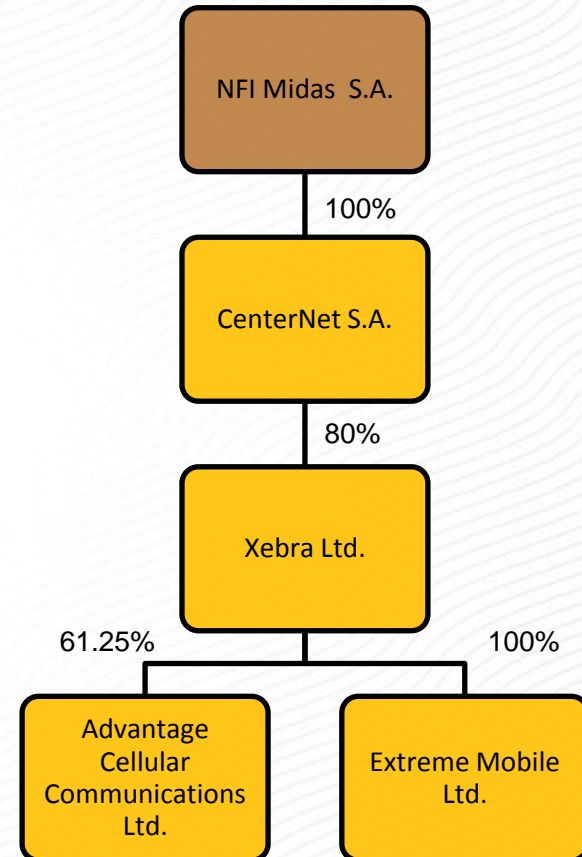 NFI Midas  S.A.
100%
CenterNet S.A.
80%
Xebra Ltd.
61.25%
100%
Advantage
Cellular
Communications
Ltd.
Extreme Mobile
Ltd.